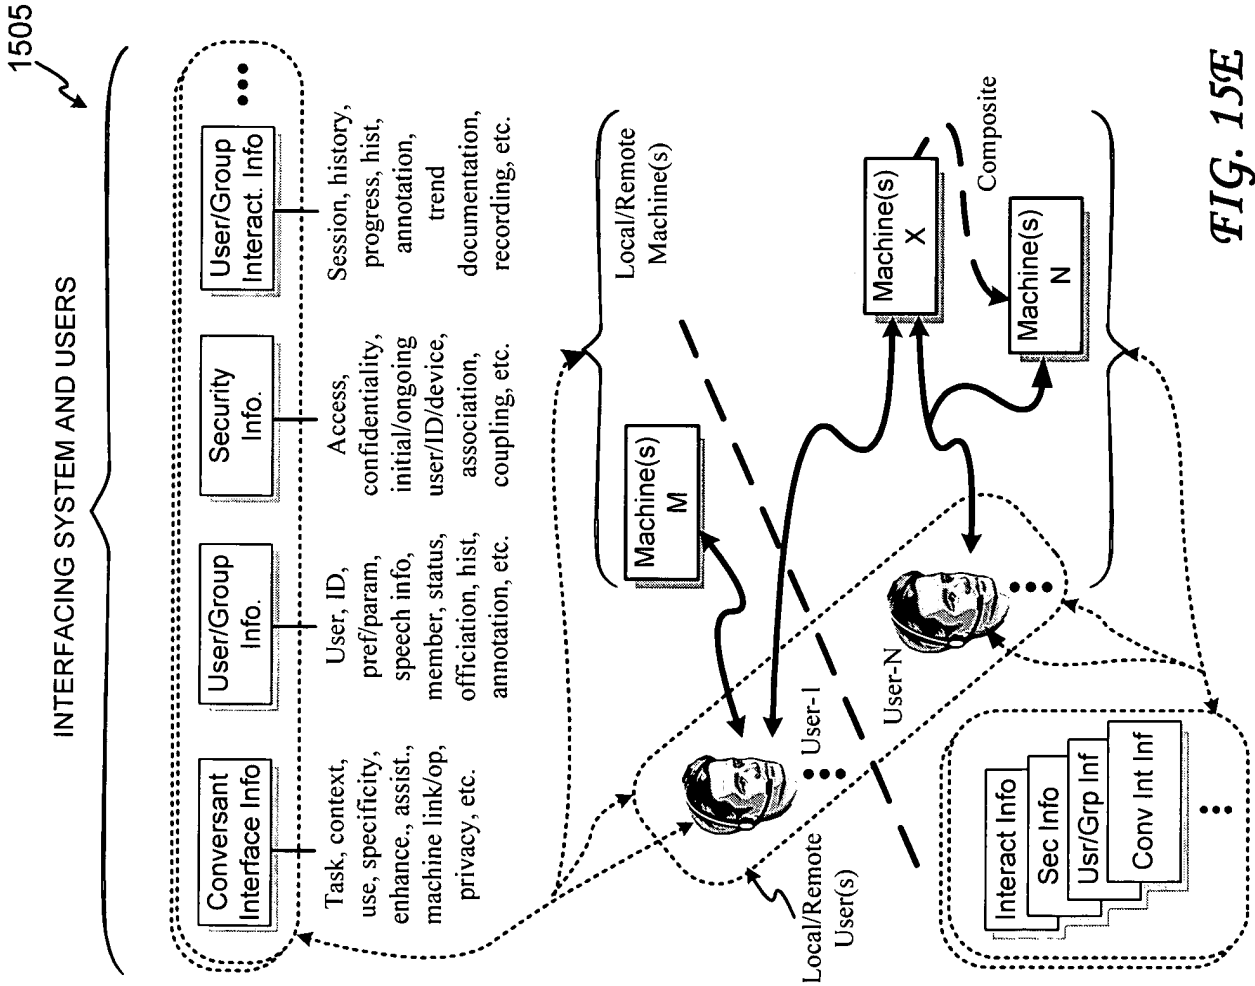 1505
INTERFACING SYSTEM AND USERS
Conversant
Interface Info
User/Group
Info.
Security
Info.
User/Group
Interact. Info
Task, context,
use, specificity,
enhance., assist.,
machine link/op,
privacy, etc.
User, ID,
pref/param,
speech info,
member, status,
officiation, hist,
annotation, etc.
Access,
confidentiality,
initial/ongoing
user/ID/device,
association,
coupling, etc.
Session, history,
progress, hist,
annotation,
trend
documentation,
recording, etc.
Local/Remote
Machine(s)
Machine(s)
M
Machine(s)
X
Composite
Machine(s)
N
User-1
User-N
Local/Remote
User(s)
Interact Info
Sec Info
Usr/Grp Inf
Conv Int Inf
FIG. 15E